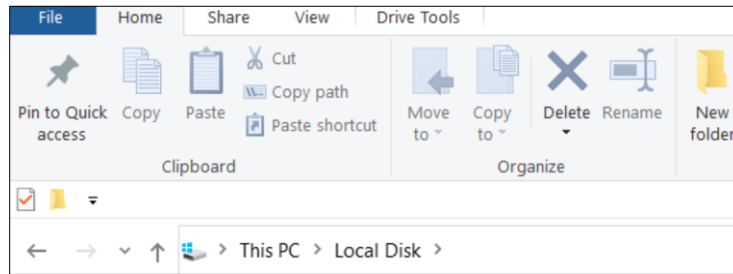 File Home Share View Drive Tools
Cut
Copy path
Paste shortcut
Pin to Quick access
Copy
Paste
Move to
Copy to
Delete
Rename
New folder
Clipboard
Organize
This PC > Local Disk >